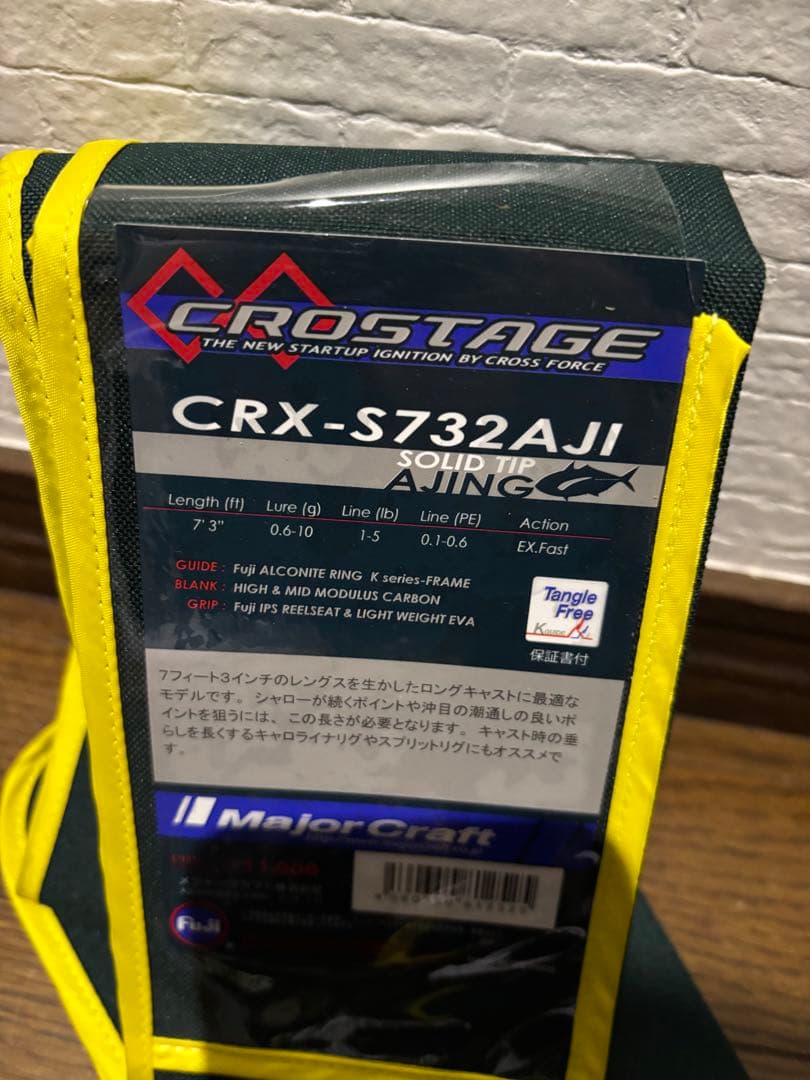 CROSTAGE
THE NEW STARTUP IGNITION BY CROSS FORCE
CRX-S732AJI
SOLID TIP
AJING
Length (ft) Lure (g) Line (lb) Line (PE) Action
7' 3" 0.6-10 1-5 0.1-0.6 EX.Fast
GUIDE : Fuji ALCONITE RING K series-FRAME
BLANK : HIGH & MID MODULUS CARBON
GRIP : Fuji IPS REELSEAT & LIGHT WEIGHT EVA
Tangle
Free
K GUIDE
保証書付
7フィート3インチのレングスを生かしたロングキャストに最適な
モデルです。シャローが続くポイントや沖目の潮通しの良いポ
イントを狙うには、この長さが必要となります。キャスト時の垂
らしを長くするキャロライナリグやスプリットリグにもオススメで
す。
Major Craft
Fuji